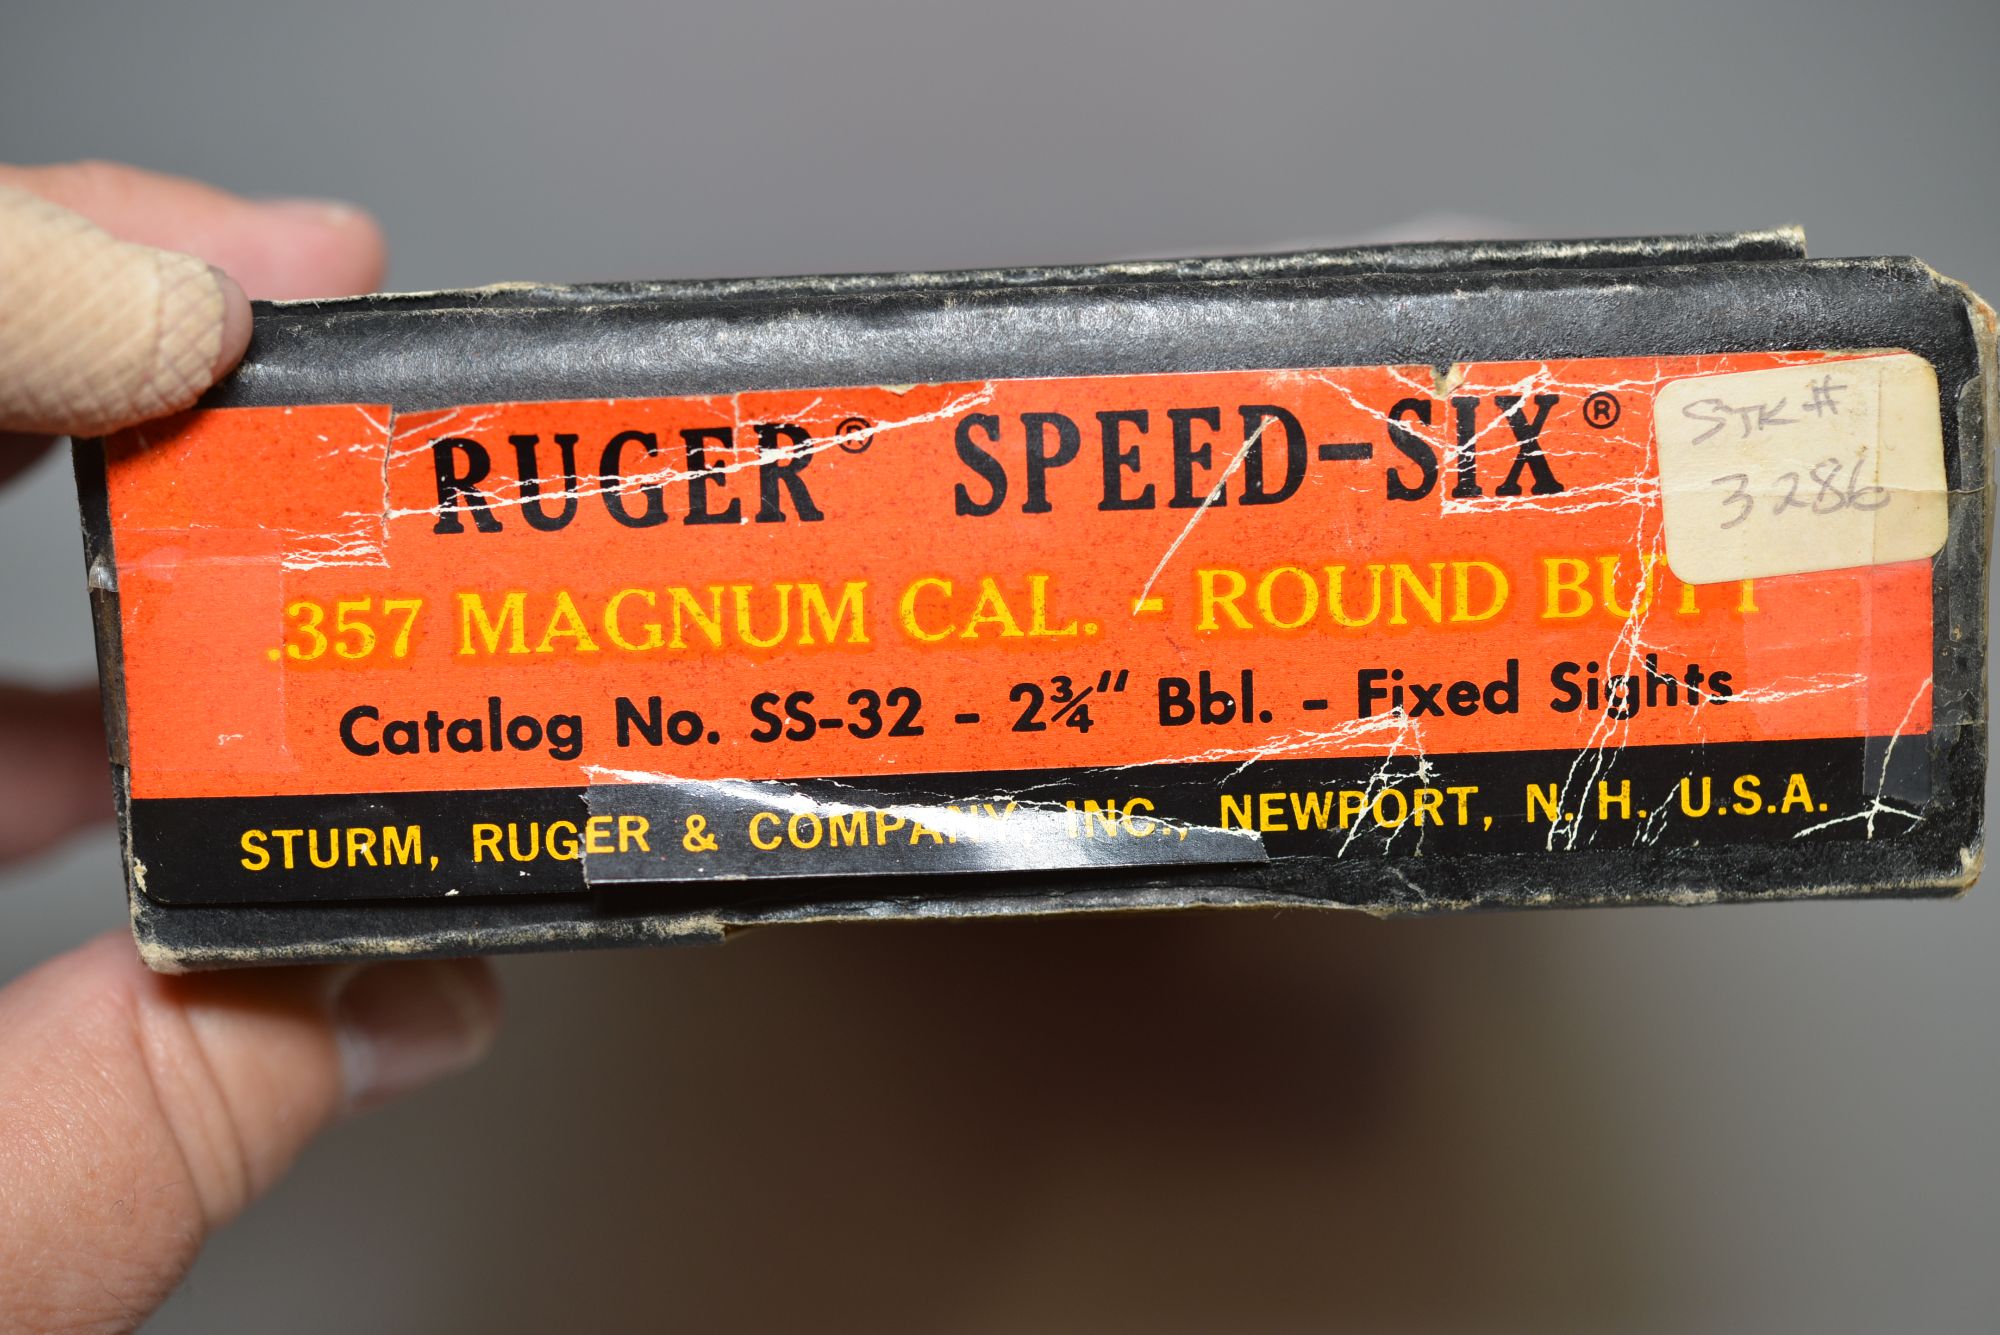 RUGER® SPEED-SIX®
STK#
3286
.357 MAGNUM CAL. - ROUND BUTT
Catalog No. SS-32 - 2¾" Bbl. - Fixed Sights
STURM, RUGER & COMPANY, INC., NEWPORT, N. H. U.S.A.